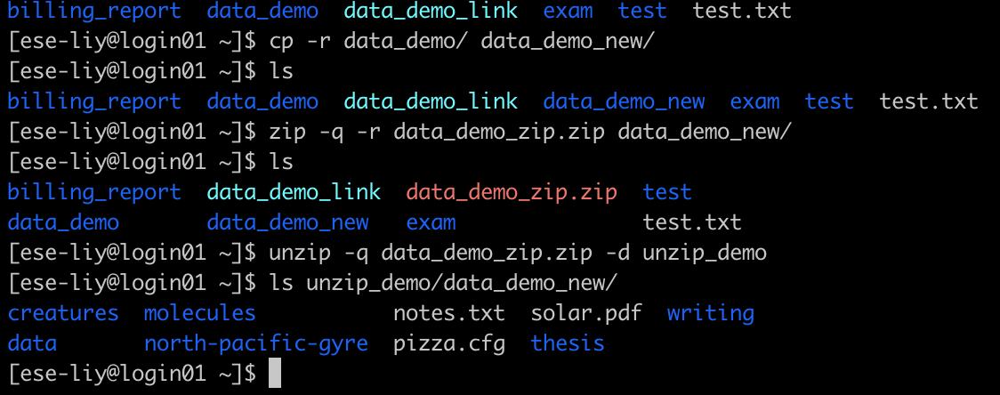 billing_report  data_demo  data_demo_link  exam  test  test.txt
[ese-liy@login01 ~]$ cp -r data_demo/ data_demo_new/
[ese-liy@login01 ~]$ ls
billing_report  data_demo  data_demo_link  data_demo_new  exam  test  test.txt
[ese-liy@login01 ~]$ zip -q -r data_demo_zip.zip data_demo_new/
[ese-liy@login01 ~]$ ls
billing_report  data_demo_link  data_demo_zip.zip  test
data_demo       data_demo_new   exam               test.txt
[ese-liy@login01 ~]$ unzip -q data_demo_zip.zip -d unzip_demo
[ese-liy@login01 ~]$ ls unzip_demo/data_demo_new/
creatures  molecules           notes.txt  solar.pdf  writing
data       north-pacific-gyre  pizza.cfg  thesis
[ese-liy@login01 ~]$